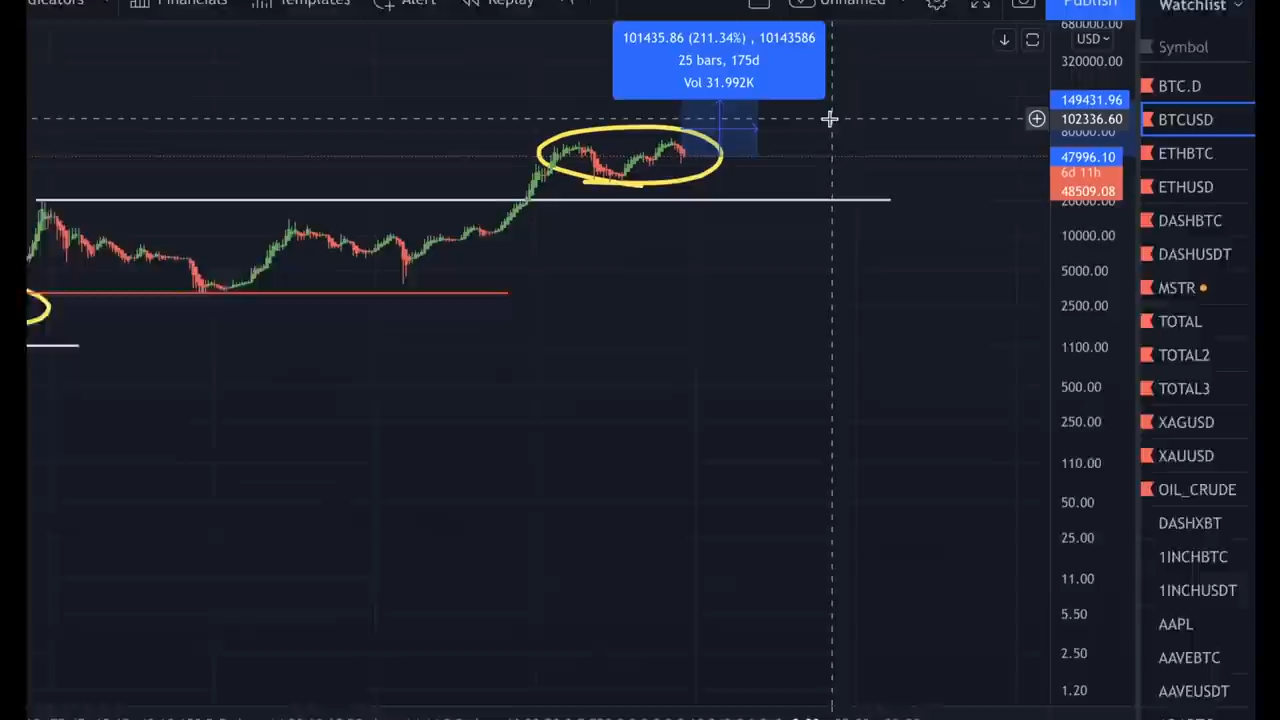 Financials
Templates
Alert
Replay
Unnamed
Publish
Watchlist
101435.86 (211.34%) , 10143586
25 bars, 175d
Vol 31.992K
USD
680000.00
320000.00
149431.96
102336.60
80000.00
47996.10
6d 11h
48509.08
20000.00
10000.00
5000.00
2500.00
1100.00
500.00
250.00
110.00
50.00
25.00
11.00
5.50
2.50
1.20
Symbol
BTC.D
BTCUSD
ETHBTC
ETHUSD
DASHBTC
DASHUSDT
MSTR
TOTAL
TOTAL2
TOTAL3
XAGUSD
XAUUSD
OIL_CRUDE
DASHXBT
1INCHBTC
1INCHUSDT
AAPL
AAVEBTC
AAVEUSDT